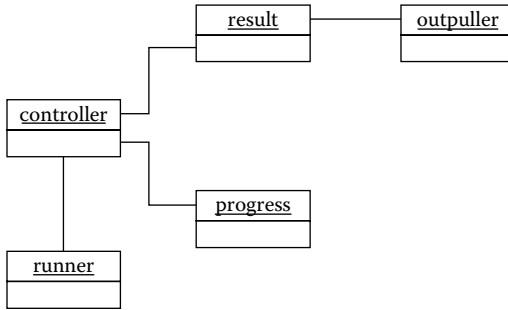 result
outpuller
controller
progress
runner